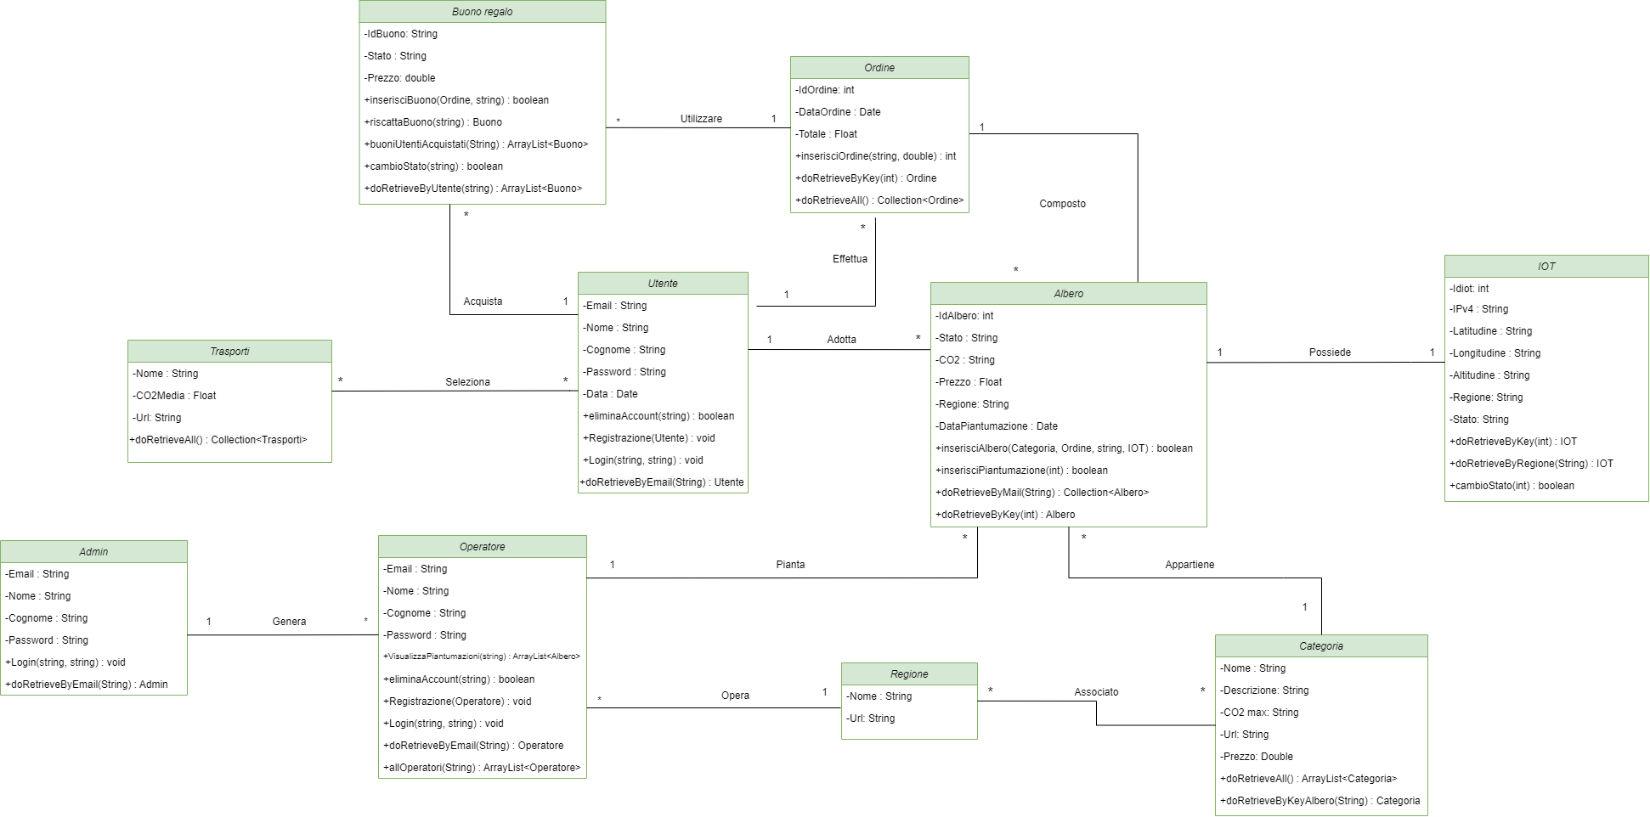 Buono regalo
-IdBuono: String
-Stato : String
-Prezzo: double
+inserisciBuono(Ordine, string) : boolean
+riscattaBuono(string) : Buono
+buoniUtentiAcquistati(String) : ArrayList<Buono>
+cambioStato(string) : boolean
+doRetrieveByUtente(string) : ArrayList<Buono>
* Utilizzare 1
Ordine
-IdOrdine: int
-DataOrdine : Date
-Totale : Float
+inserisciOrdine(string, double) : int
+doRetrieveByKey(int) : Ordine
+doRetrieveAll() : Collection<Ordine>
1
Composto
*
*
Effettua
1
*
Acquista 1
Utente
-Email : String
-Nome : String
-Cognome : String
-Password : String
-Data : Date
+eliminaAccount(string) : boolean
+Registrazione(Utente) : void
+Login(string, string) : void
+doRetrieveByEmail(String) : Utente
1 Adotta *
Albero
-IdAlbero: int
-Stato : String
-CO2 : String
-Prezzo : Float
-Regione: String
-DataPiantumazione : Date
+inserisciAlbero(Categoria, Ordine, string, IOT) : boolean
+inserisciPiantumazione(int) : boolean
+doRetrieveByMail(String) : Collection<Albero>
+doRetrieveByKey(int) : Albero
1 Possiede 1
IOT
-Idiot: int
-IPv4 : String
-Latitudine : String
-Longitudine : String
-Altitudine : String
-Regione: String
-Stato: String
+doRetrieveByKey(int) : IOT
+doRetrieveByRegione(String) : IOT
+cambioStato(int) : boolean
Trasporti
-Nome : String
-CO2Media : Float
-Url: String
+doRetrieveAll() : Collection<Trasporti>
* Seleziona *
Admin
-Email : String
-Nome : String
-Cognome : String
-Password : String
+Login(string, string) : void
+doRetrieveByEmail(String) : Admin
1 Genera *
Operatore
-Email : String
-Nome : String
-Cognome : String
-Password : String
+VisualizzaPiantumazioni(string) : ArrayList<Albero>
+eliminaAccount(string) : boolean
+Registrazione(Operatore) : void
+Login(string, string) : void
+doRetrieveByEmail(String) : Operatore
+allOperatori(String) : ArrayList<Operatore>
1 Pianta *
* Appartiene
1
* Opera 1
Regione
-Nome : String
-Url: String
* Associato *
Categoria
-Nome : String
-Descrizione: String
-CO2 max: String
-Url: String
-Prezzo: Double
+doRetrieveAll() : ArrayList<Categoria>
+doRetrieveByKeyAlbero(String) : Categoria